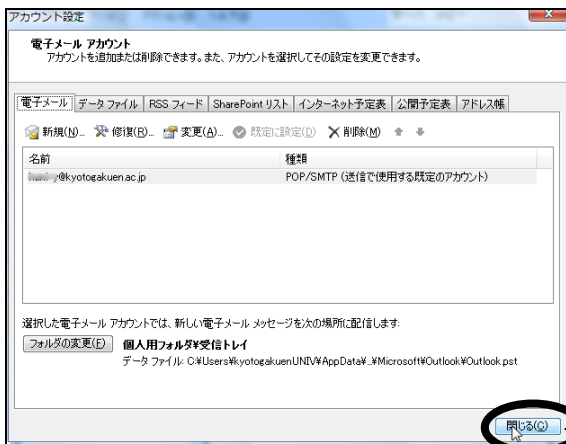 アカウント設定
電子メール アカウント
アカウントを追加または削除できます。また、アカウントを選択してその設定を変更できます。
電子メール データ ファイル RSS フィード SharePoint リスト インターネット予定表 公開予定表 アドレス帳
新規(N)... 修復(R)... 変更(A)... 既定に設定(D) 削除(M)
名前 種類
@kyotogakuen.ac.jp POP/SMTP (送信で使用する既定のアカウント)
選択した電子メール アカウントでは、新しい電子メール メッセージを次の場所に配信します:
フォルダの変更(F) 個人用フォルダ¥受信トレイ
データ ファイル: C:¥Users¥kyotogakuenUNIV¥AppData¥..¥Microsoft¥Outlook¥Outlook.pst
閉じる(C)